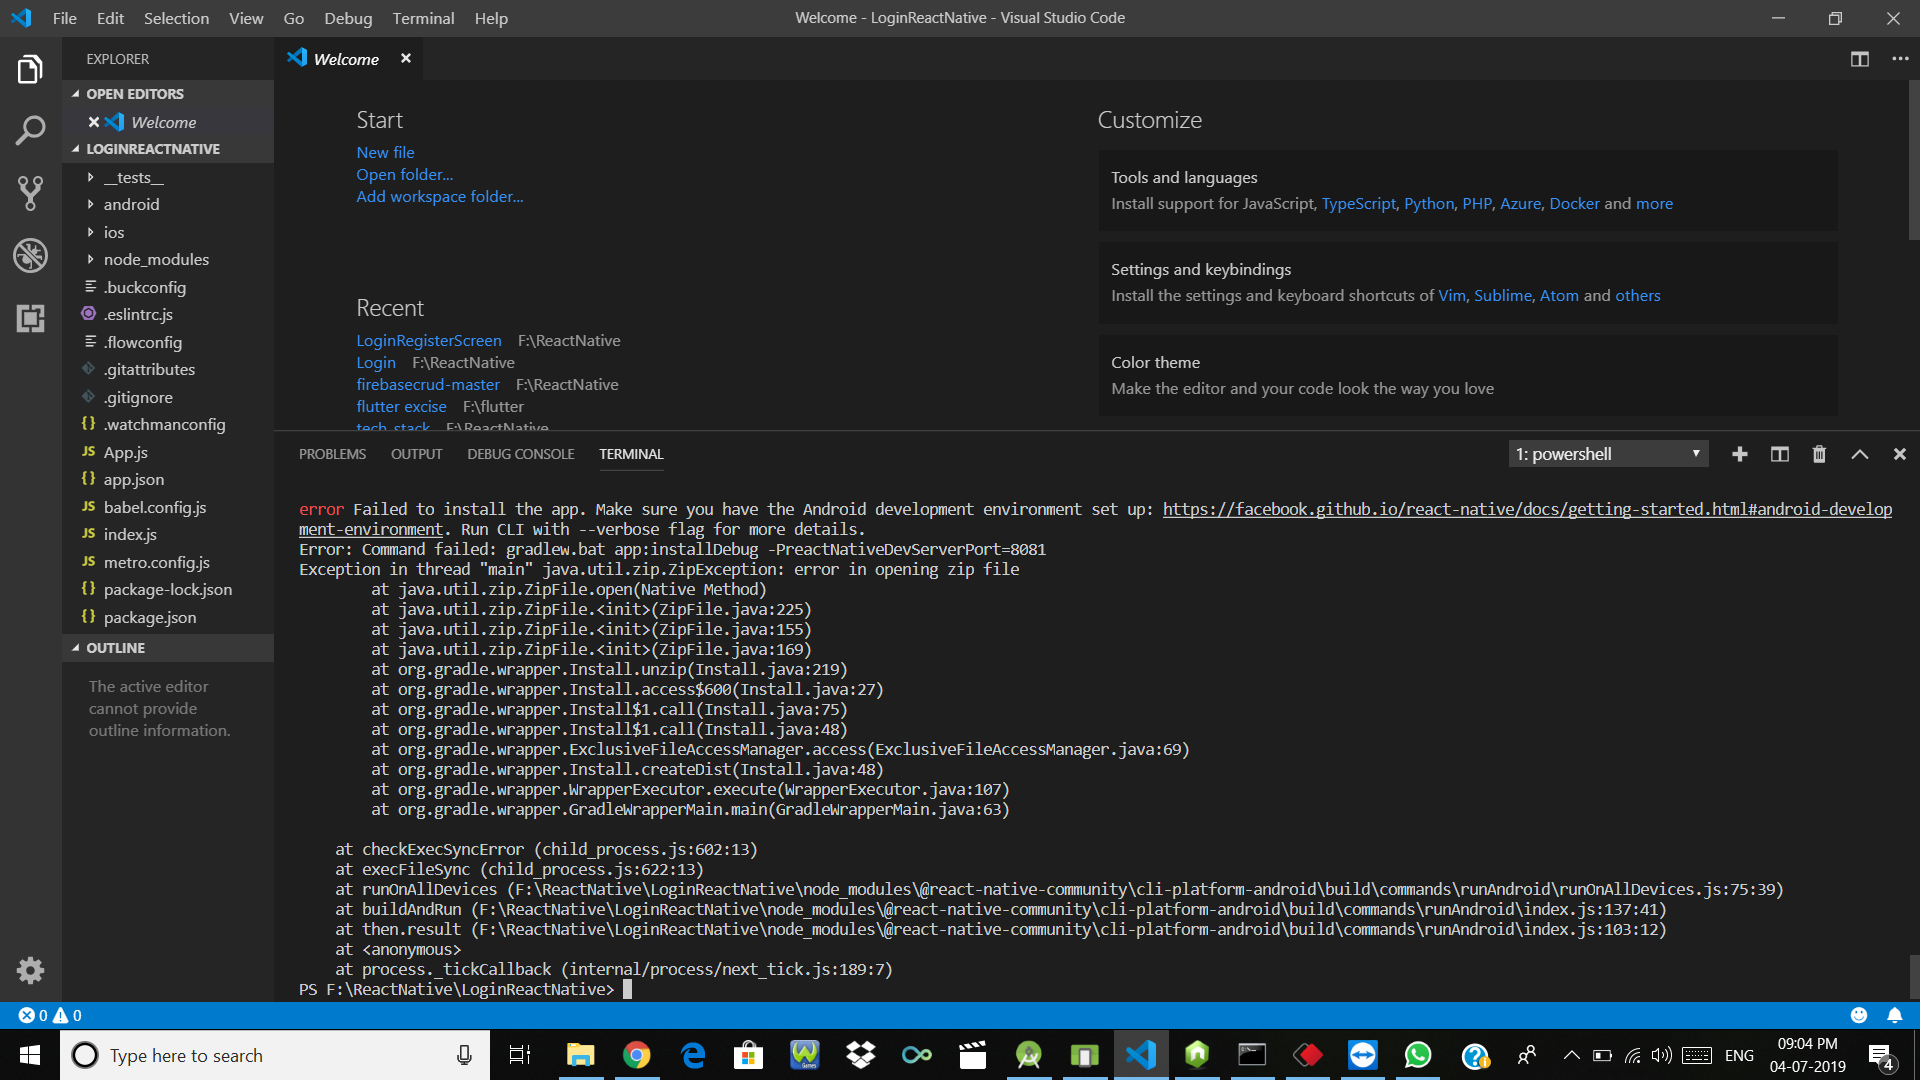 File Edit Selection View Go Debug Terminal Help
Welcome - LoginReactNative - Visual Studio Code
EXPLORER
OPEN EDITORS
Welcome
LOGINREACTNATIVE
__tests__
android
ios
node_modules
.buckconfig
.eslintrc.js
.flowconfig
.gitattributes
.gitignore
.watchmanconfig
JS App.js
app.json
JS babel.config.js
JS index.js
JS metro.config.js
package-lock.json
package.json
OUTLINE
The active editor
cannot provide
outline information.
Welcome
Start
New file
Open folder...
Add workspace folder...
Recent
LoginRegisterScreen F:\ReactNative
Login F:\ReactNative
firebasecrud-master F:\ReactNative
flutter excise F:\flutter
tech_stack F:\ReactNative
Customize
Tools and languages
Install support for JavaScript, TypeScript, Python, PHP, Azure, Docker and more
Settings and keybindings
Install the settings and keyboard shortcuts of Vim, Sublime, Atom and others
Color theme
Make the editor and your code look the way you love
PROBLEMS OUTPUT DEBUG CONSOLE TERMINAL
1: powershell
error Failed to install the app. Make sure you have the Android development environment set up: https://facebook.github.io/react-native/docs/getting-started.html#android-develop
ment-environment. Run CLI with --verbose flag for more details.
Error: Command failed: gradlew.bat app:installDebug -PreactNativeDevServerPort=8081
Exception in thread "main" java.util.zip.ZipException: error in opening zip file
at java.util.zip.ZipFile.open(Native Method)
at java.util.zip.ZipFile.<init>(ZipFile.java:225)
at java.util.zip.ZipFile.<init>(ZipFile.java:155)
at java.util.zip.ZipFile.<init>(ZipFile.java:169)
at org.gradle.wrapper.Install.unzip(Install.java:219)
at org.gradle.wrapper.Install.access$600(Install.java:27)
at org.gradle.wrapper.Install$1.call(Install.java:75)
at org.gradle.wrapper.Install$1.call(Install.java:48)
at org.gradle.wrapper.ExclusiveFileAccessManager.access(ExclusiveFileAccessManager.java:69)
at org.gradle.wrapper.Install.createDist(Install.java:48)
at org.gradle.wrapper.WrapperExecutor.execute(WrapperExecutor.java:107)
at org.gradle.wrapper.GradleWrapperMain.main(GradleWrapperMain.java:63)
at checkExecSyncError (child_process.js:602:13)
at execFileSync (child_process.js:622:13)
at runOnAllDevices (F:\ReactNative\LoginReactNative\node_modules\@react-native-community\cli-platform-android\build\commands\runAndroid\runOnAllDevices.js:75:39)
at buildAndRun (F:\ReactNative\LoginReactNative\node_modules\@react-native-community\cli-platform-android\build\commands\runAndroid\index.js:137:41)
at then.result (F:\ReactNative\LoginReactNative\node_modules\@react-native-community\cli-platform-android\build\commands\runAndroid\index.js:103:12)
at <anonymous>
at process._tickCallback (internal/process/next_tick.js:189:7)
PS F:\ReactNative\LoginReactNative>
0 0
Type here to search
ENG
09:04 PM
04-07-2019
4